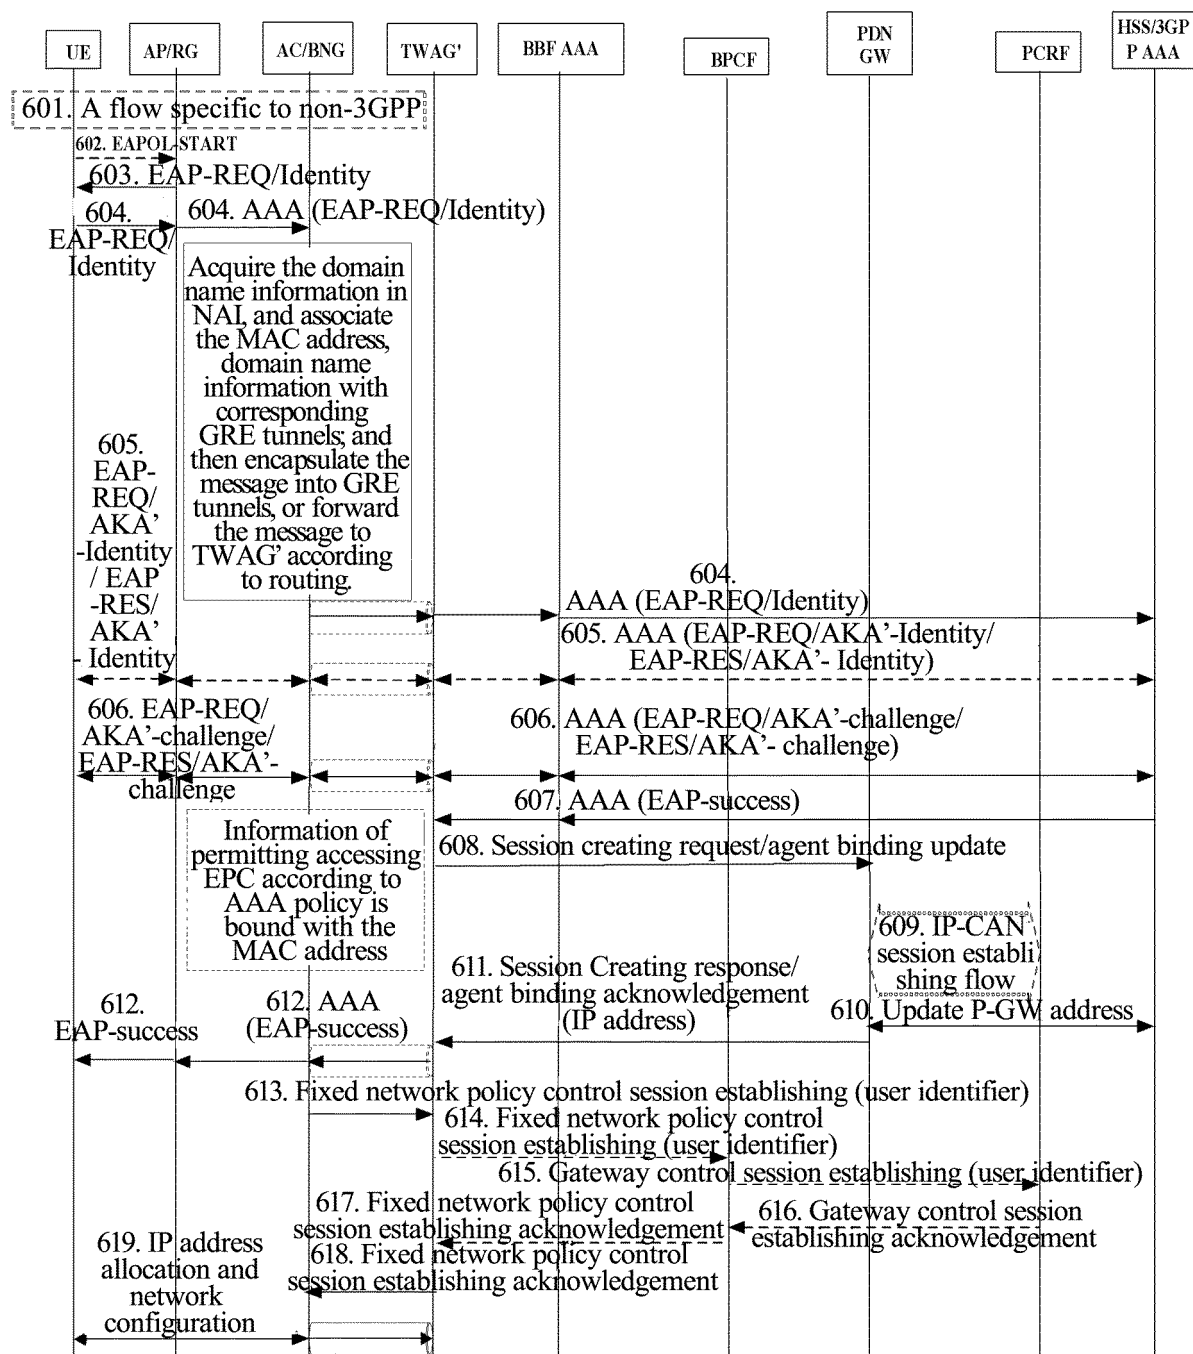 UE
AP/RG
AC/BNG
TWAG'
BBF AAA
BPCF
PDN
GW
PCRF
HSS/3GP
P AAA
601. A flow specific to non-3GPP
602. EAPOL-START
603. EAP-REQ/Identity
604.
EAP-REQ/
Identity
604. AAA (EAP-REQ/Identity)
Acquire the domain
name information in
NAI, and associate
the MAC address,
domain name
information with
corresponding
GRE tunnels; and
then encapsulate the
message into GRE
tunnels, or forward
the message to
TWAG' according
to routing.
604.
AAA (EAP-REQ/Identity)
605.
EAP-
REQ/
AKA'
-Identity
/ EAP
-RES/
AKA'
- Identity
605. AAA (EAP-REQ/AKA'-Identity/
EAP-RES/AKA'- Identity)
606. EAP-REQ/
AKA'-challenge/
EAP-RES/AKA'-
challenge
606. AAA (EAP-REQ/AKA'-challenge/
EAP-RES/AKA'- challenge)
607. AAA (EAP-success)
Information of
permitting accessing
EPC according to
AAA policy is
bound with the
MAC address
608. Session creating request/agent binding update
609. IP-CAN
session establi
shing flow
610. Update P-GW address
611. Session Creating response/
agent binding acknowledgement
(IP address)
612.
EAP-success
612. AAA
(EAP-success)
613. Fixed network policy control session establishing (user identifier)
614. Fixed network policy control
session establishing (user identifier)
615. Gateway control session establishing (user identifier)
616. Gateway control session
establishing acknowledgement
617. Fixed network policy control
session establishing acknowledgement
618. Fixed network policy control
session establishing acknowledgement
619. IP address
allocation and
network
configuration